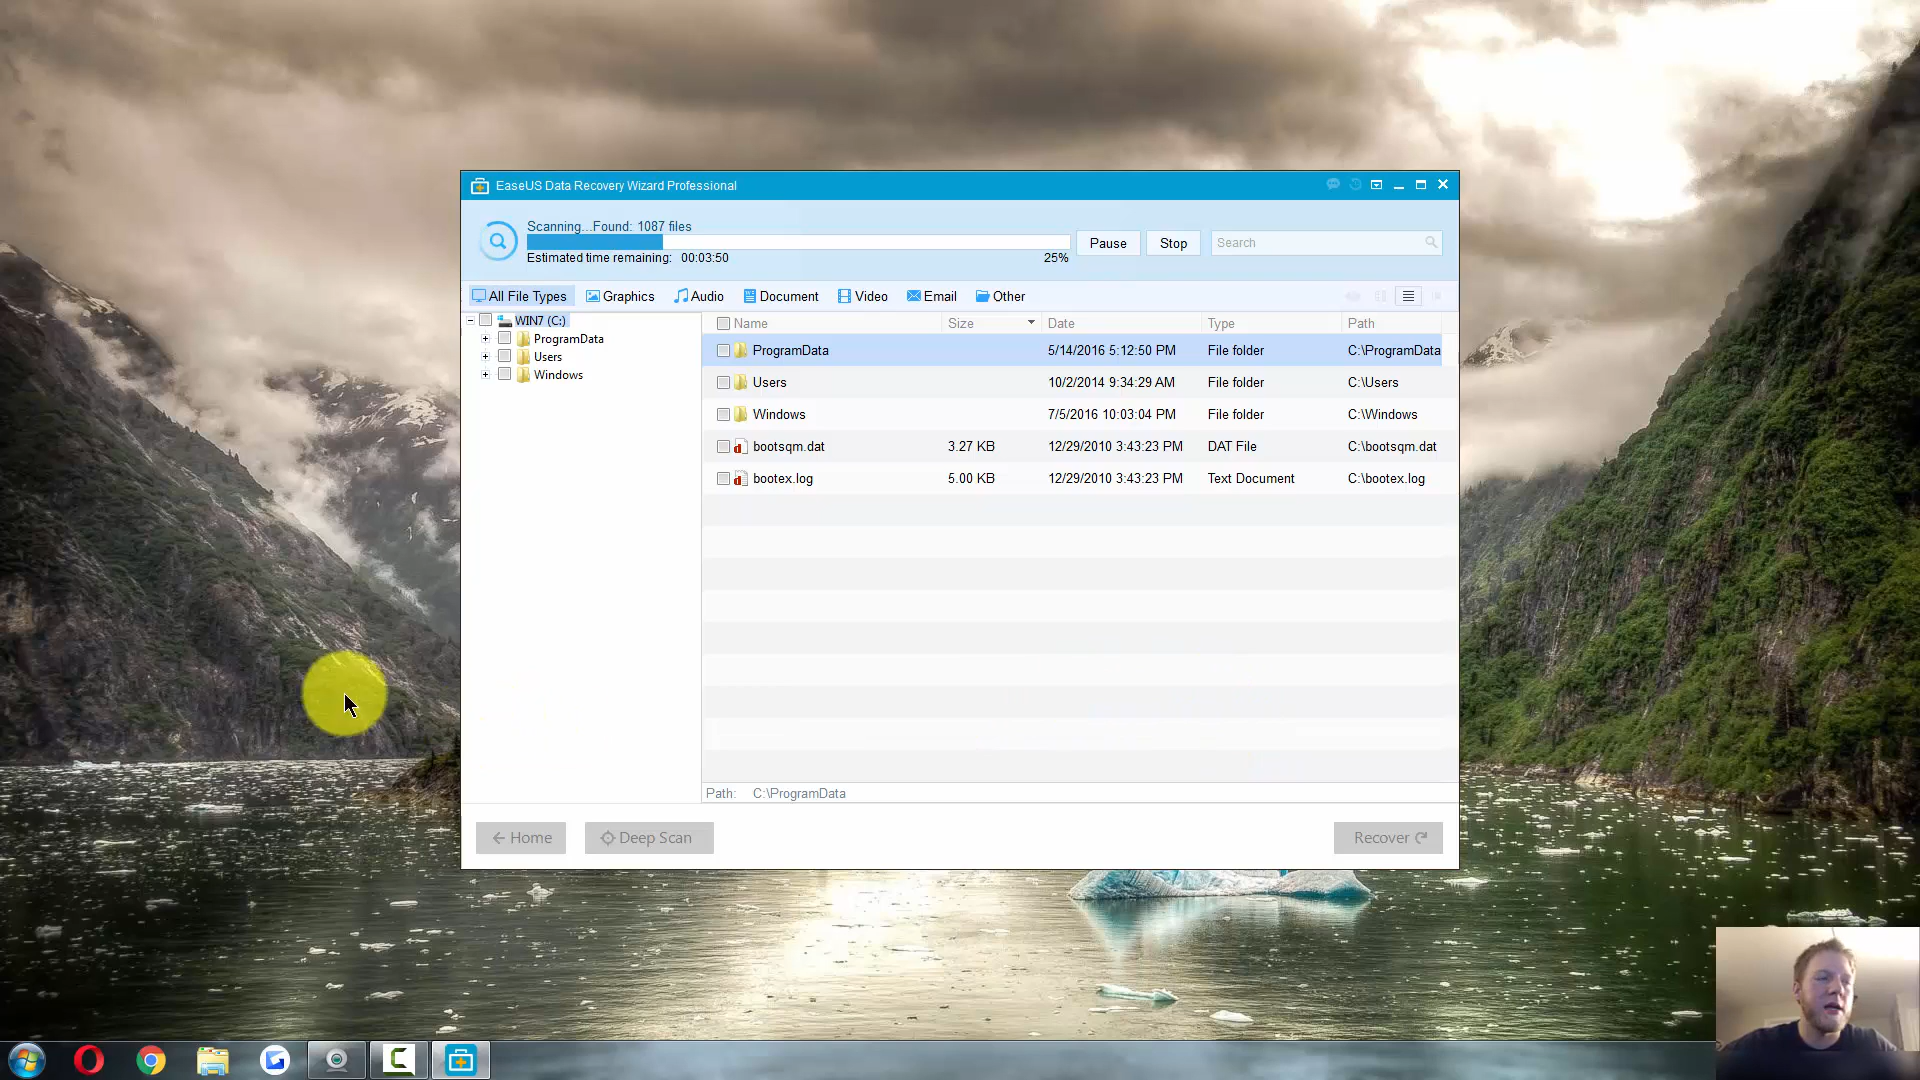 EaseUS Data Recovery Wizard Professional
Scanning...Found: 1087 files
Estimated time remaining: 00:03:50
25%
Pause
Stop
Search
All File Types
Graphics
Audio
Document
Video
Email
Other
WIN7 (C:)
ProgramData
Users
Windows
Name Size Date Type Path
ProgramData 5/14/2016 5:12:50 PM File folder C:\ProgramData
Users 10/2/2014 9:34:29 AM File folder C:\Users
Windows 7/5/2016 10:03:04 PM File folder C:\Windows
bootsqm.dat 3.27 KB 12/29/2010 3:43:23 PM DAT File C:\bootsqm.dat
bootex.log 5.00 KB 12/29/2010 3:43:23 PM Text Document C:\bootex.log
Path: C:\ProgramData
Home
Deep Scan
Recover